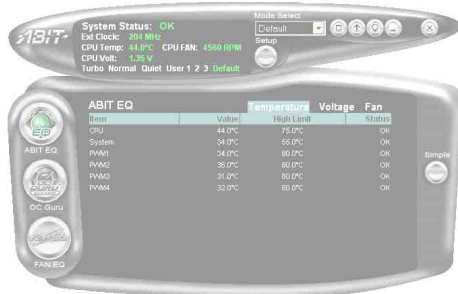 ABIT
System Status: OK
Ext Clock: 204 MHz
CPU Temp: 44.0°C CPU FAN: 4560 RPM
CPU Volt: 1.35 V
Turbo Normal Quiet User 1 2 3 Default
Mode Select
Default
Setup
ABIT EQ
Temperature Voltage Fan
Item Value High Limit Status
CPU 44.0°C 75.0°C OK
System 34.0°C 55.0°C OK
PWM1 34.0°C 80.0°C OK
PWM2 36.0°C 80.0°C OK
PWM3 31.0°C 80.0°C OK
PWM4 32.0°C 80.0°C OK
ABIT EQ
OC Guru
FAN EQ
Simple